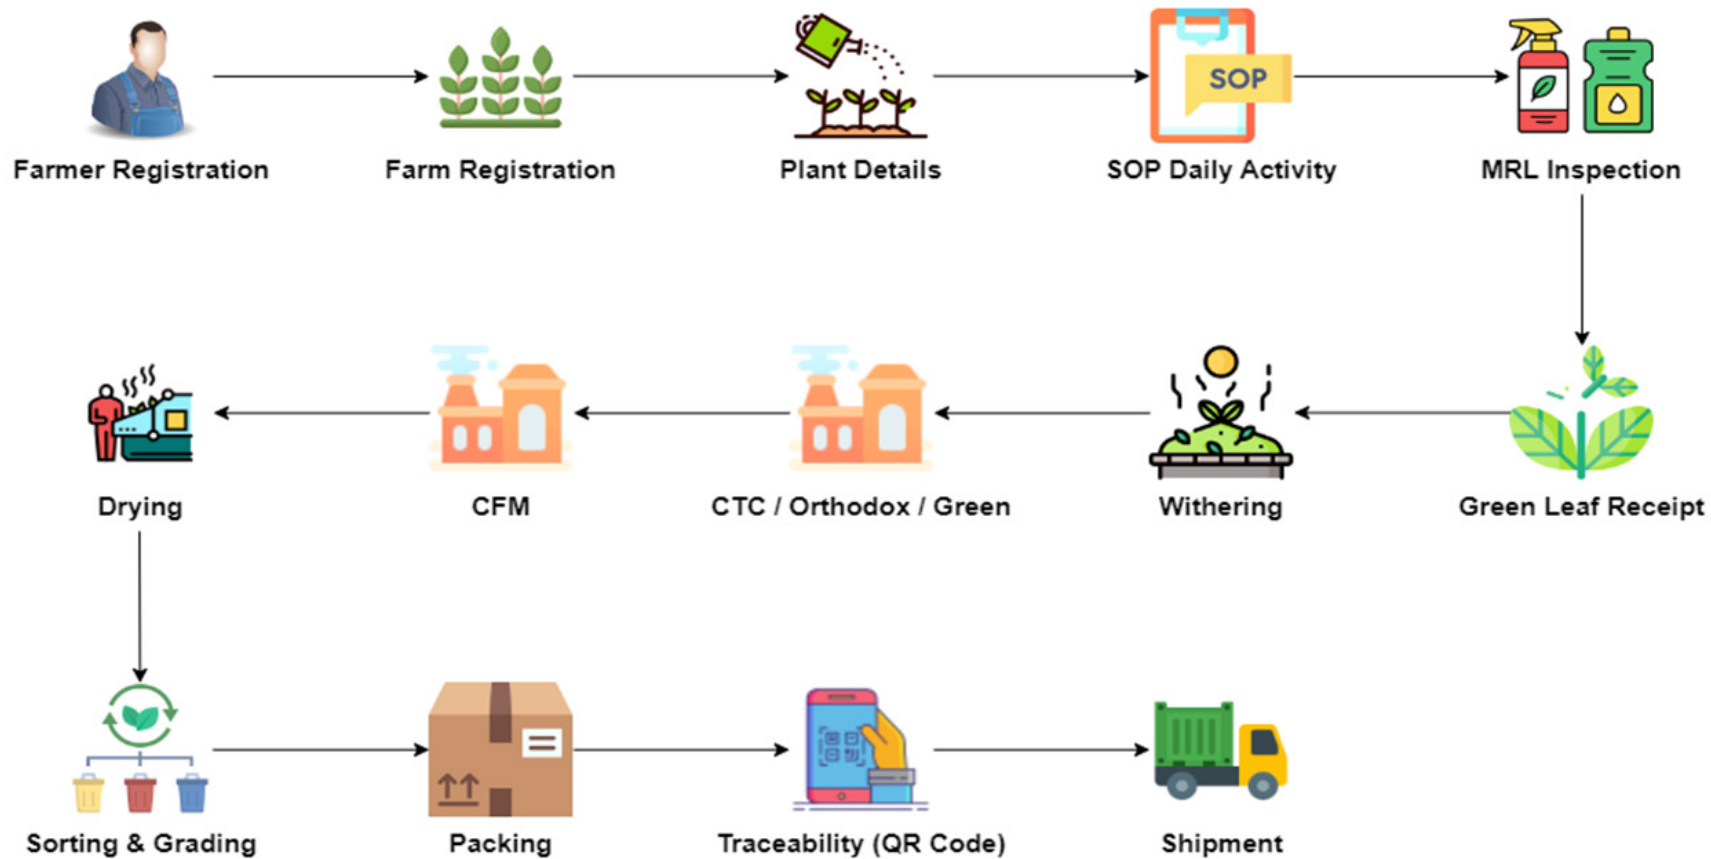 SOP
Farmer Registration
Farm Registration
Plant Details
SOP Daily Activity
MRL Inspection
Drying
CFM
CTC / Orthodox / Green
Withering
Green Leaf Receipt
Sorting & Grading
Packing
Traceability (QR Code)
Shipment